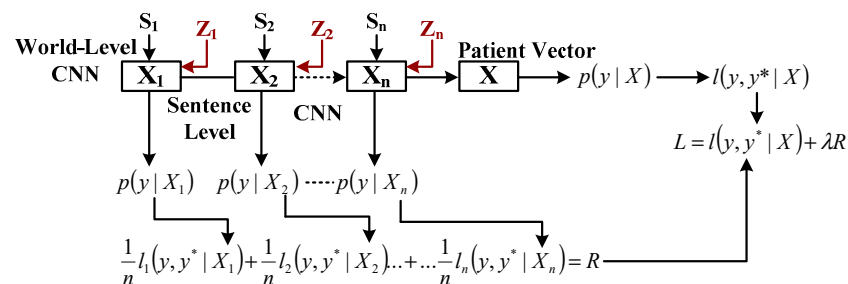 S₁ Z₁ S₂ Z₂ Sₙ Zₙ
World-Level CNN
X₁ X₂ Xₙ
Patient Vector
X
p(y | X)
l(y, y* | X)
Sentence Level
CNN
L = l(y, y* | X) + λR
p(y | X₁) p(y | X₂) ------ p(y | Xₙ)
1/n l₁(y, y* | X₁) + 1/n l₂(y, y* | X₂)... + ... 1/n lₙ(y, y* | Xₙ) = R